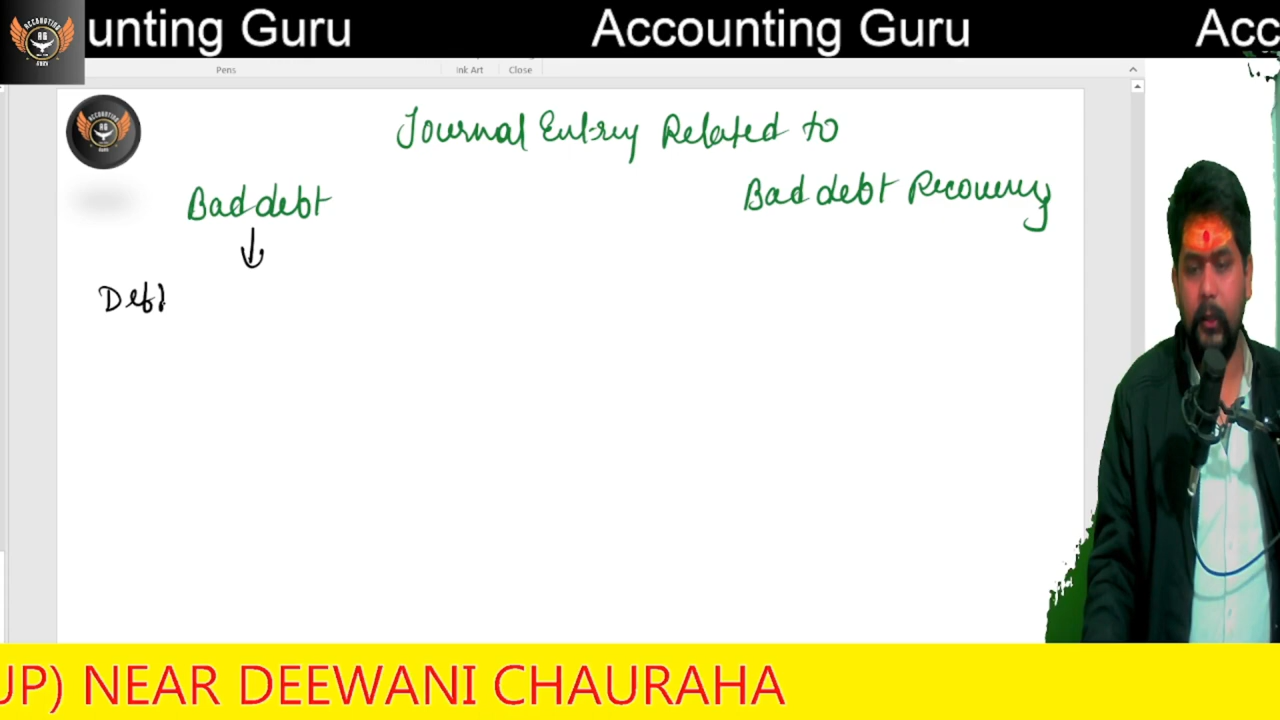 unting Guru Accounting Guru Acc
Pens Ink Art Close
Journal Entry Related to
Bad debt Bad debt Recovery
Deb
UP) NEAR DEEWANI CHAURAHA